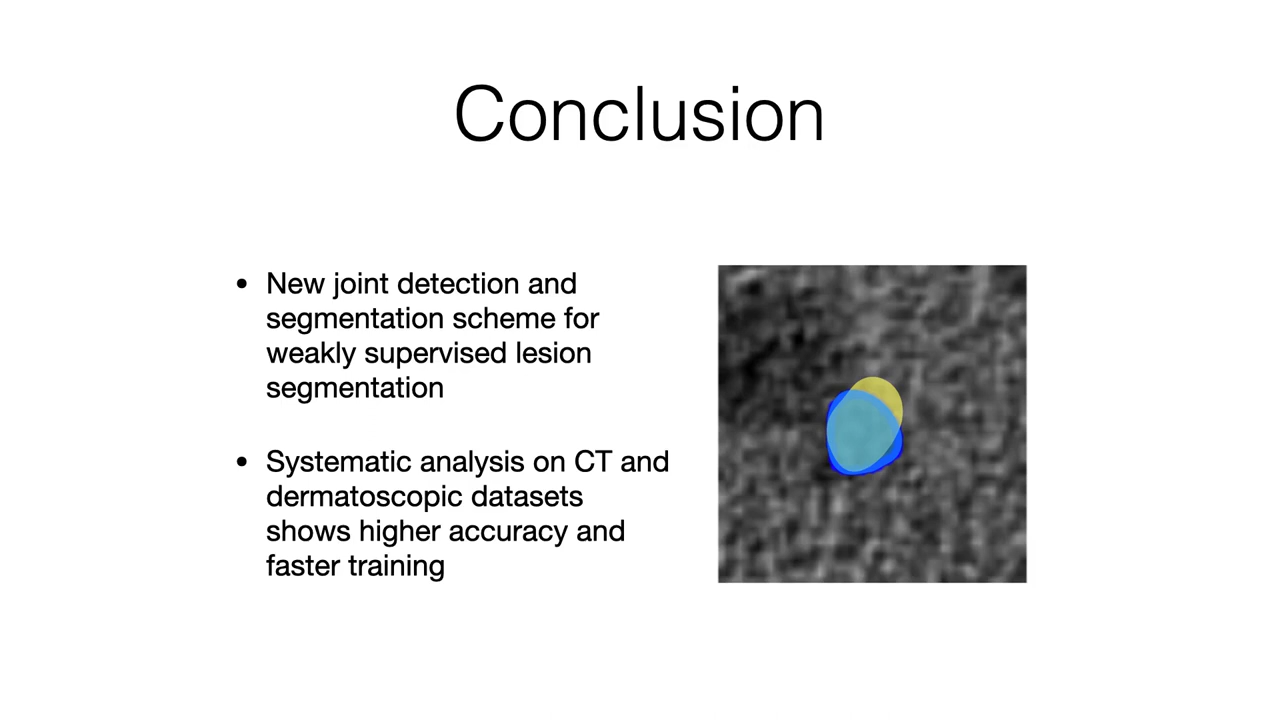 Conclusion
• New joint detection and
segmentation scheme for
weakly supervised lesion
segmentation
• Systematic analysis on CT and
dermatoscopic datasets
shows higher accuracy and
faster training